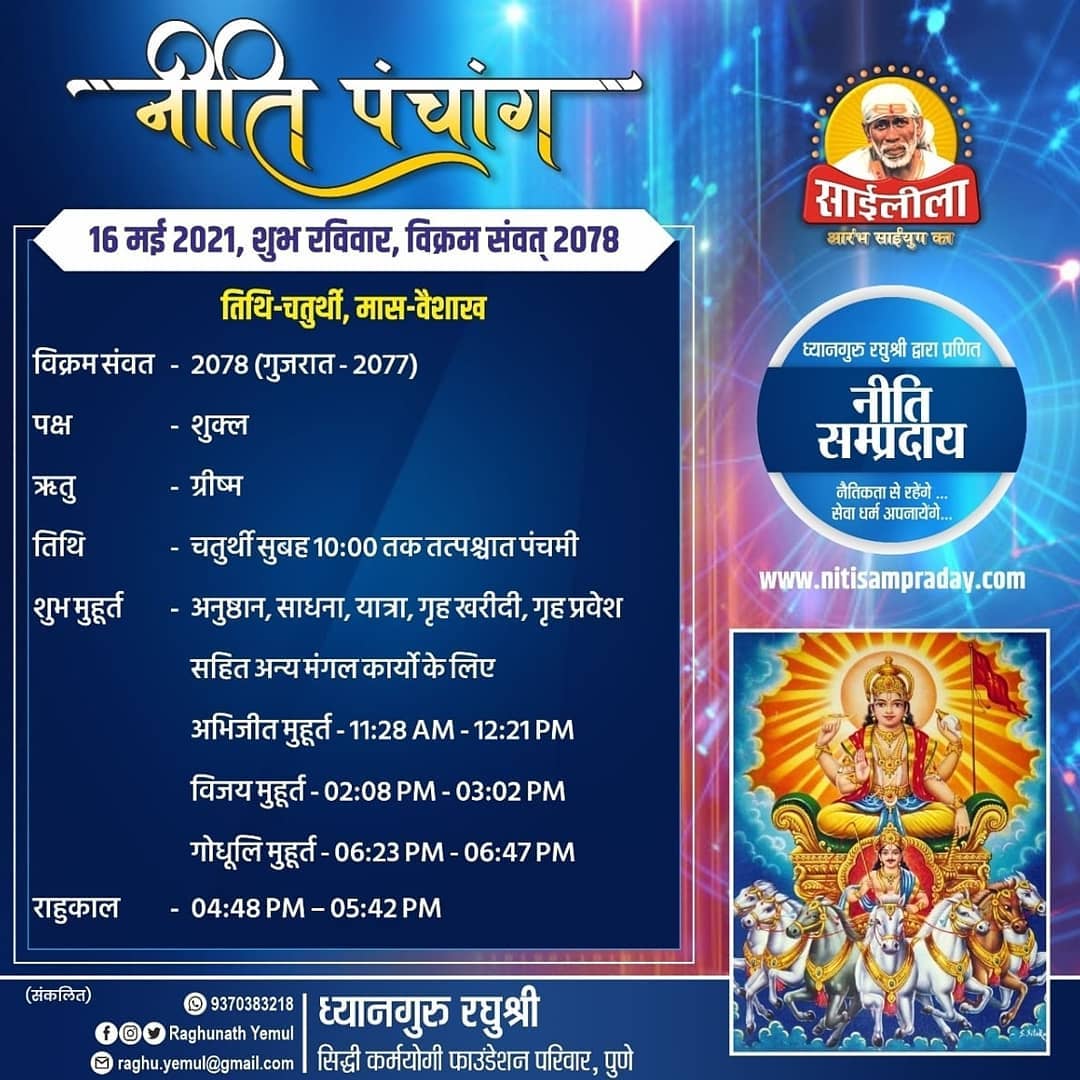 नीति पंचांग
साईलीला
आरंभ साईयुग का
16 मई 2021, शुभ रविवार, विक्रम संवत् 2078
तिथि-चतुर्थी, मास-वैशाख
विक्रम संवत - 2078 (गुजरात - 2077)
पक्ष - शुक्ल
ऋतु - ग्रीष्म
तिथि - चतुर्थी सुबह 10:00 तक तत्पश्चात पंचमी
शुभ मुहूर्त - अनुष्ठान, साधना, यात्रा, गृह खरीदी, गृह प्रवेश
सहित अन्य मंगल कार्यो के लिए
अभिजीत मुहूर्त - 11:28 AM - 12:21 PM
विजय मुहूर्त - 02:08 PM - 03:02 PM
गोधूलि मुहूर्त - 06:23 PM - 06:47 PM
राहुकाल - 04:48 PM – 05:42 PM
ध्यानगुरु रघुश्री द्वारा प्रणित
नीति
सम्प्रदाय
नैतिकता से रहेंगे ...
सेवा धर्म अपनायेंगे...
www.nitisampraday.com
(संकलित)
9370383218
Raghunath Yemul
raghu.yemul@gmail.com
ध्यानगुरु रघुश्री
सिद्धी कर्मयोगी फाउंडेशन परिवार, पुणे